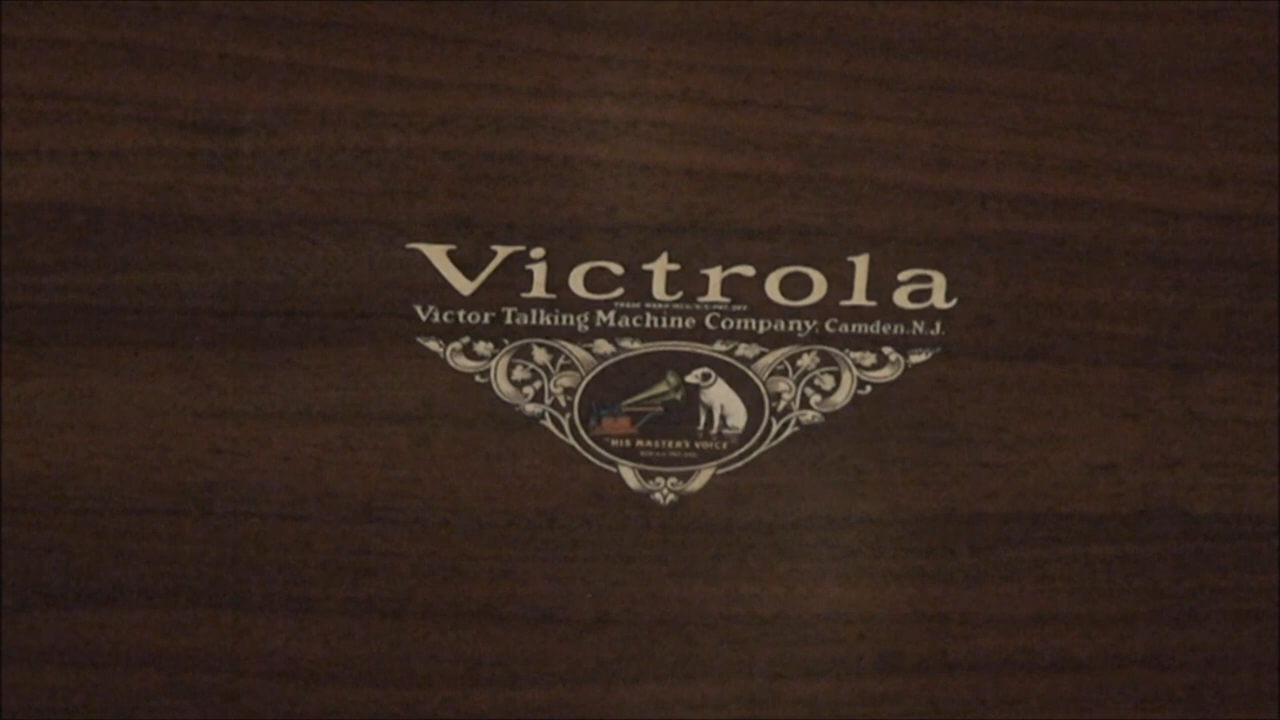 Victrola
Victor Talking Machine Company, Camden.N.J.
"HIS MASTER'S VOICE"